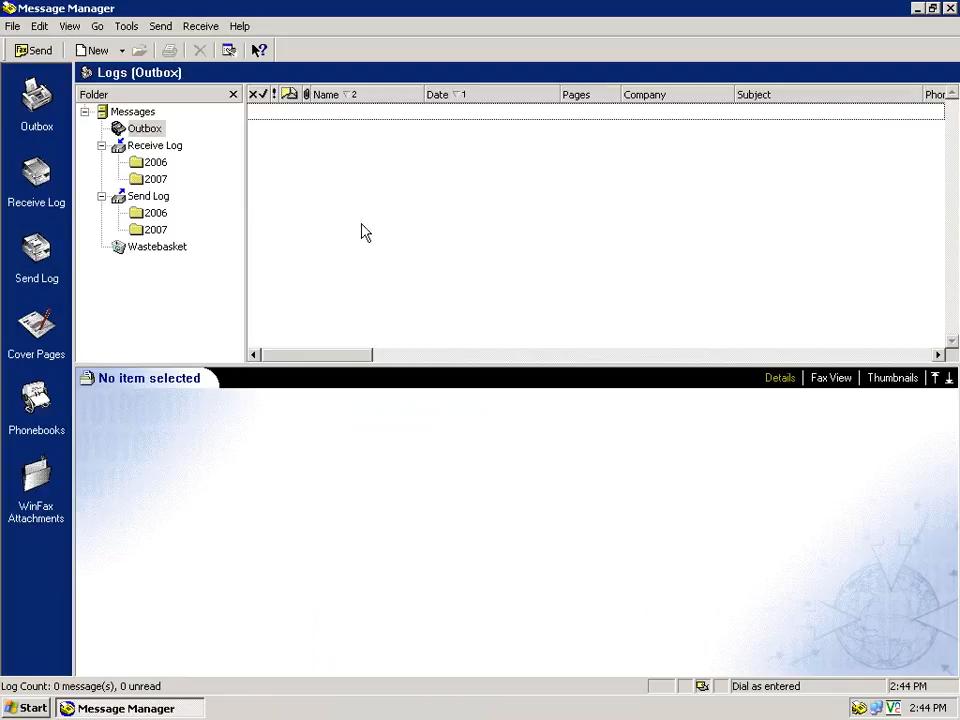 Message Manager
File Edit View Go Tools Send Receive Help
Fax Send New
Logs (Outbox)
Folder
Name 2 Date 1 Pages Company Subject Phor
Messages
Outbox
Receive Log
2006
2007
Send Log
2006
2007
Wastebasket
Outbox
Receive Log
Send Log
Cover Pages
Phonebooks
WinFax
Attachments
No item selected
Details Fax View Thumbnails
Log Count: 0 message(s), 0 unread
Dial as entered
2:44 PM
Start
Message Manager
2:44 PM